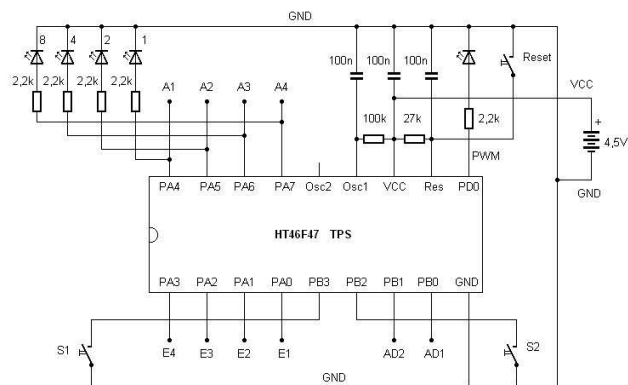 GND
8 4 2 1
100n 100n 100n
Reset
2,2k 2,2k 2,2k 2,2k
A1 A2 A3 A4
VCC
100k 27k
2,2k
+
4,5V
PWM
GND
PA4 PA5 PA6 PA7 Osc2 Osc1 VCC Res PD0
HT46F47 TPS
PA3 PA2 PA1 PA0 PB3 PB2 PB1 PB0 GND
S1 E4 E3 E2 E1 AD2 AD1 S2
GND